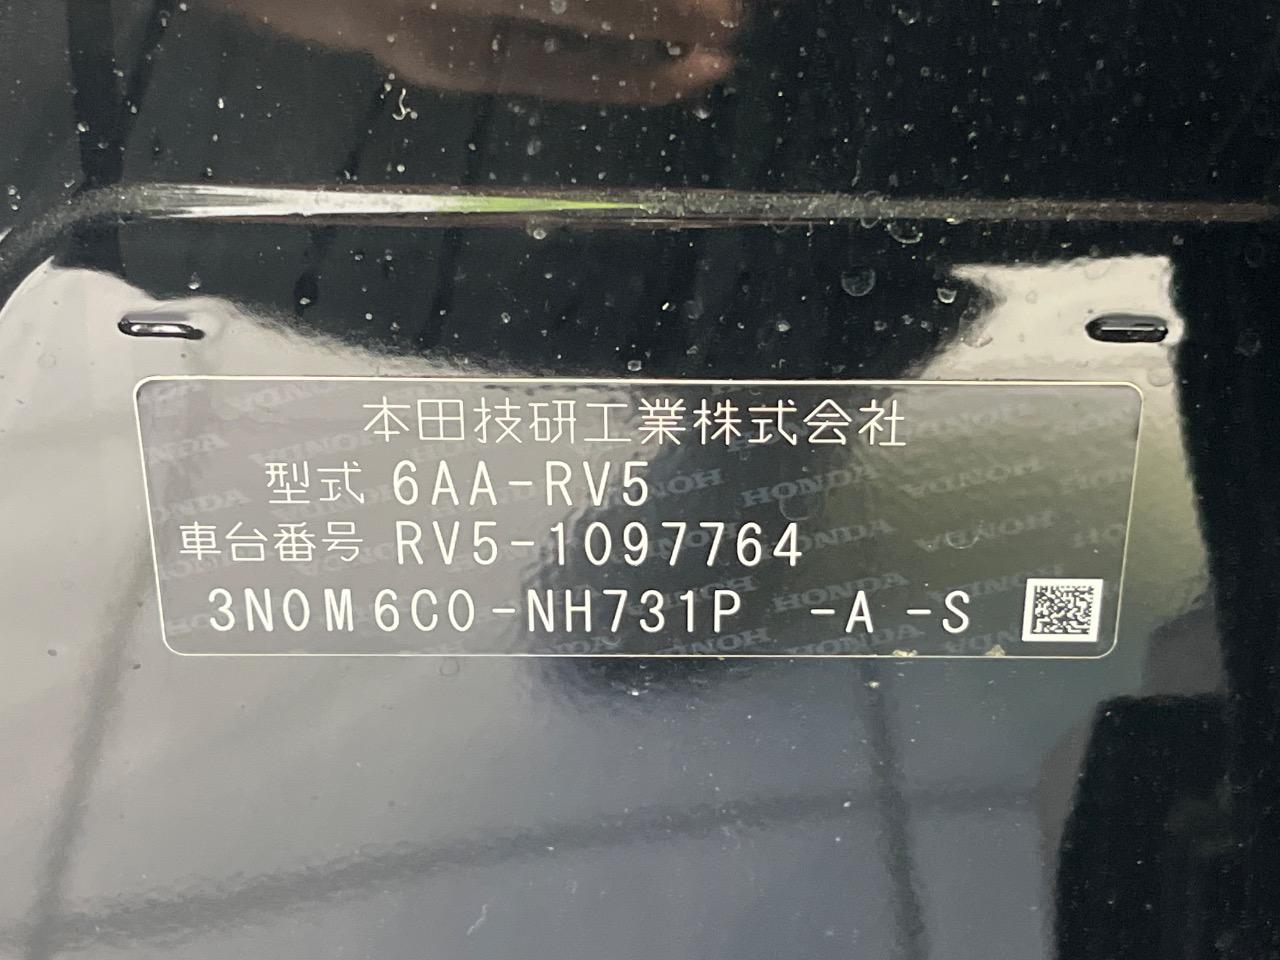 本田技研工業株式会社
型式 6AA-RV5
車台番号 RV5-1097764
3N0M6C0-NH731P -A -S